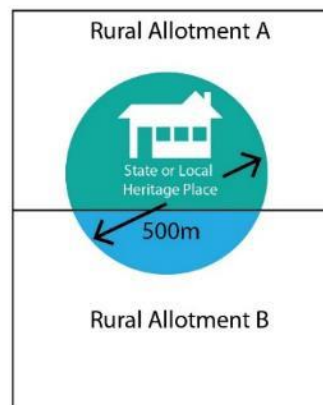 Rural Allotment A
State or Local
Heritage Place
500m
Rural Allotment B